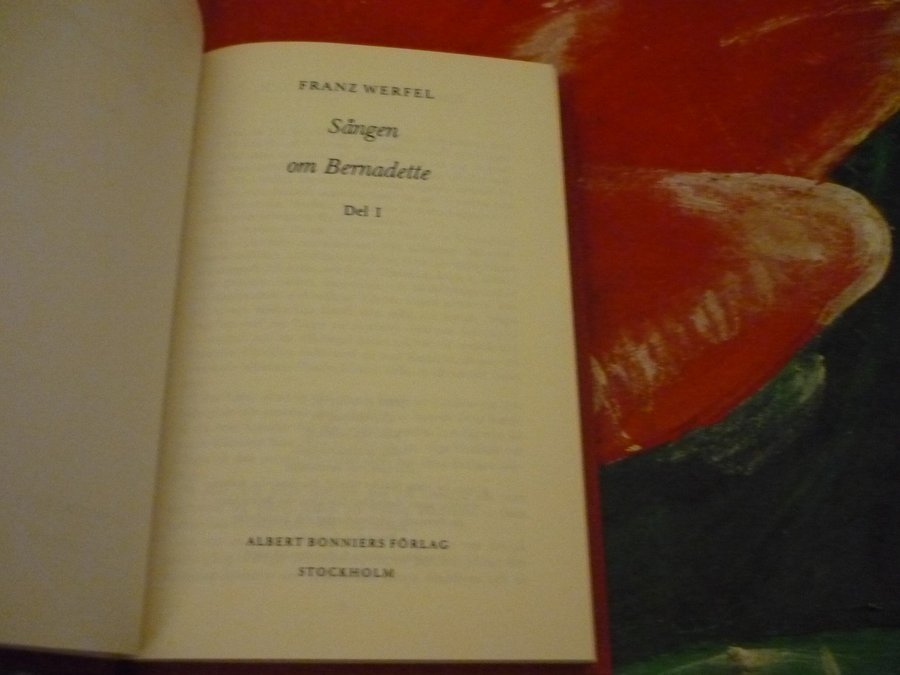 FRANZ WERFEL
Sången
om Bernadette
Del I
ALBERT BONNIERS FÖRLAG
STOCKHOLM